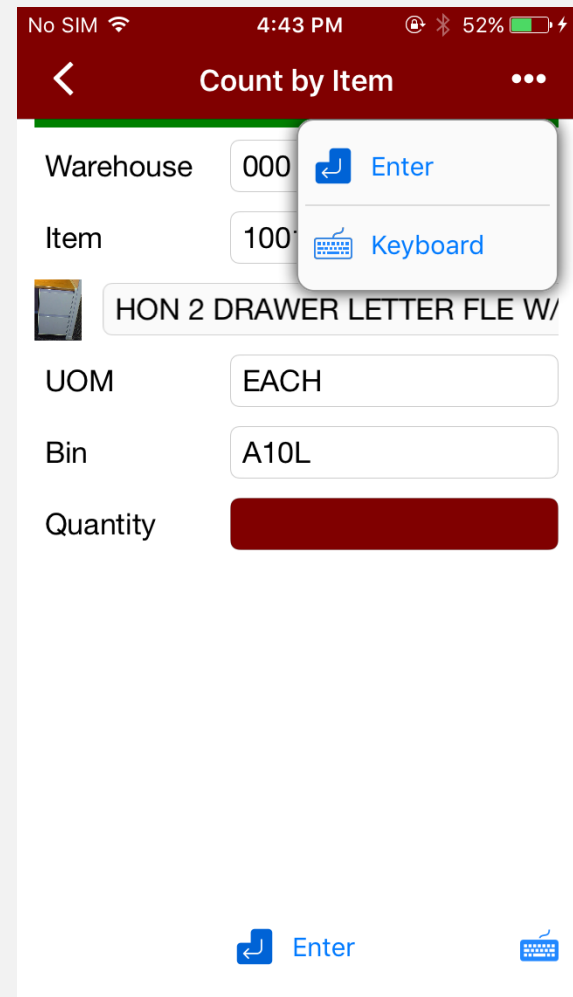 No SIM 4:43 PM 52%
Count by Item
Warehouse 000
Enter
Item 100
Keyboard
HON 2 DRAWER LETTER FLE W/
UOM EACH
Bin A10L
Quantity
Enter